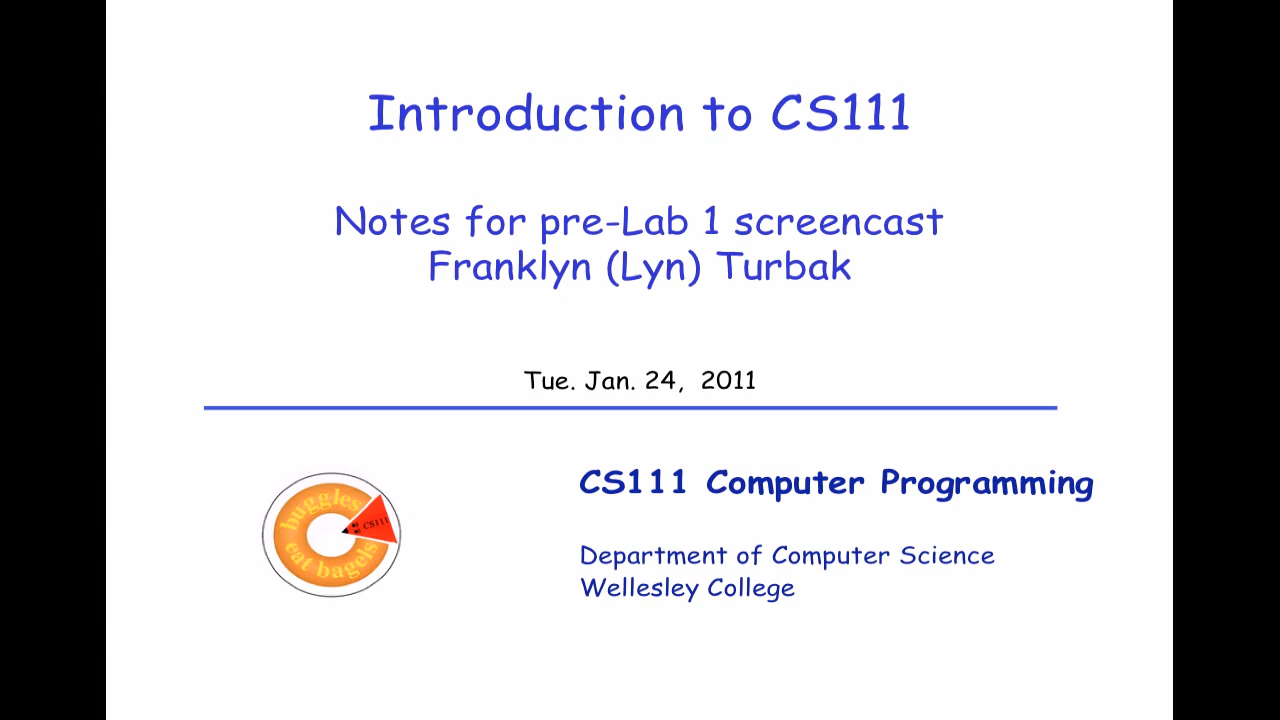 Introduction to CS111
Notes for pre-Lab 1 screencast
Franklyn (Lyn) Turbak
Tue. Jan. 24,  2011
CS111 Computer Programming
Department of Computer Science
Wellesley College
buggles
CS111
eat bagels